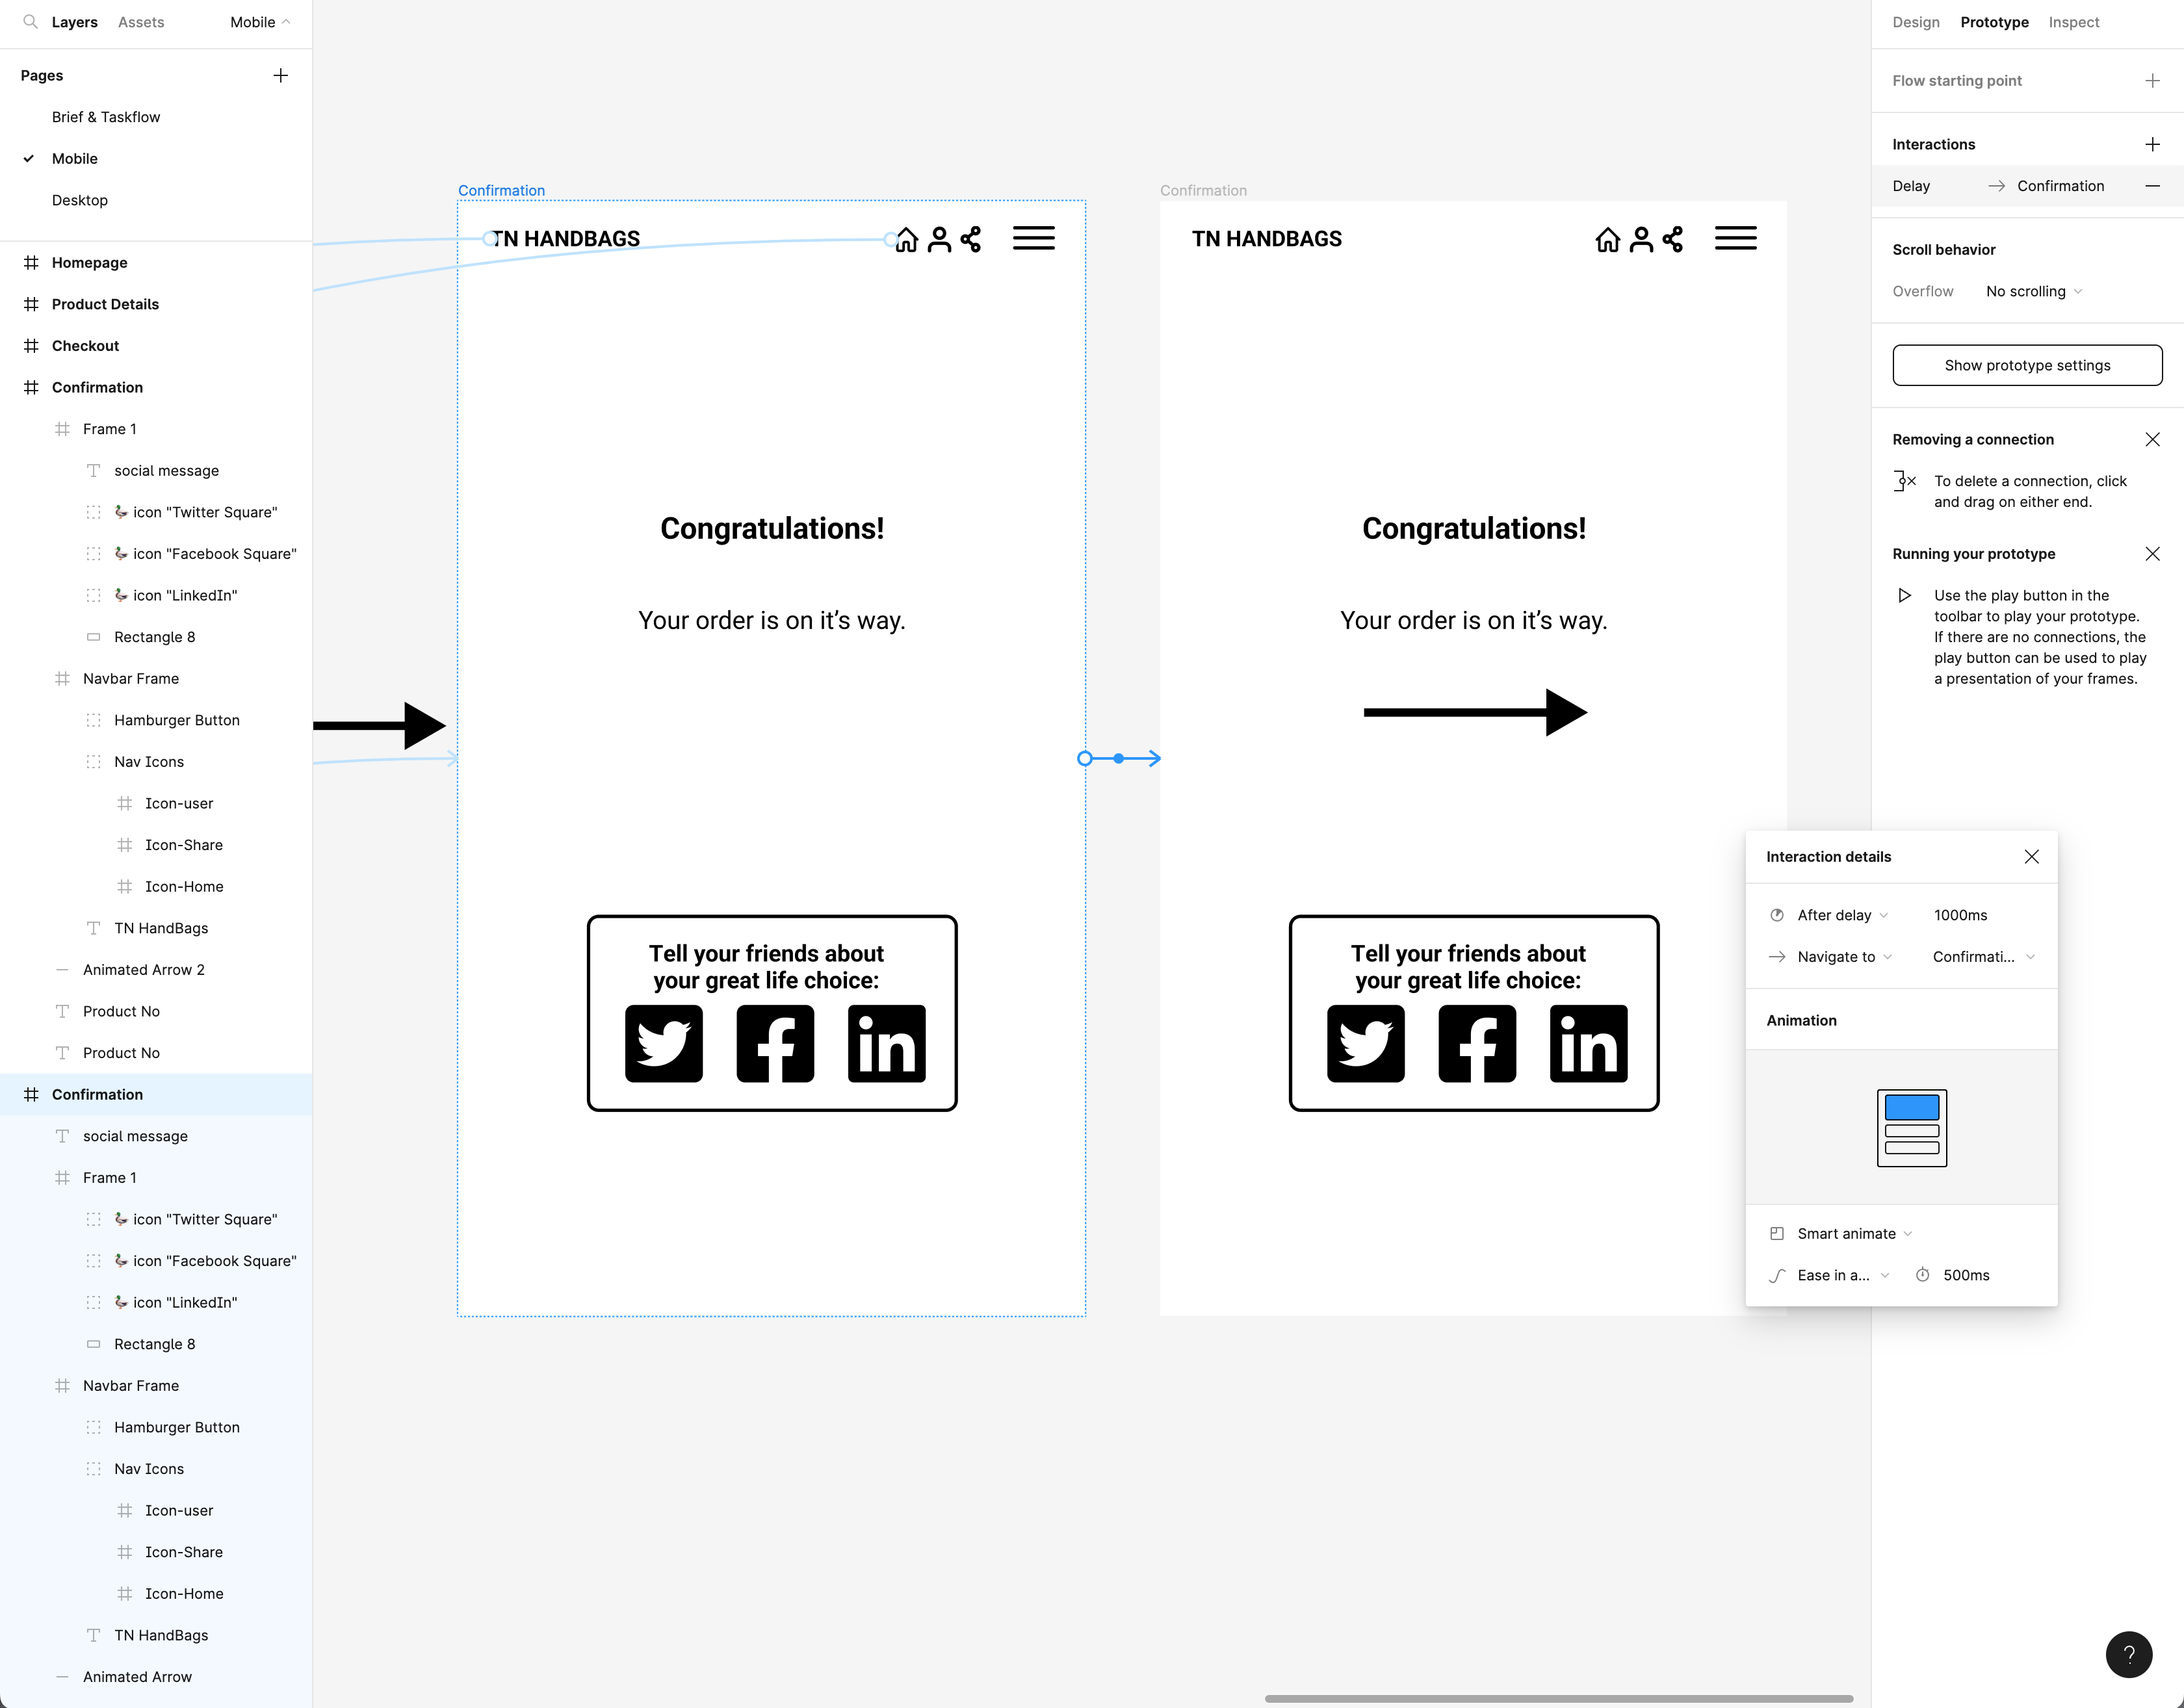 Layers Assets Mobile
Pages
Brief & Taskflow
Mobile
Desktop
Homepage
Product Details
Checkout
Confirmation
Frame 1
social message
icon "Twitter Square"
icon "Facebook Square"
icon "LinkedIn"
Rectangle 8
Navbar Frame
Hamburger Button
Nav Icons
Icon-user
Icon-Share
Icon-Home
TN HandBags
Animated Arrow 2
Product No
Product No
Confirmation
social message
Frame 1
icon "Twitter Square"
icon "Facebook Square"
icon "LinkedIn"
Rectangle 8
Navbar Frame
Hamburger Button
Nav Icons
Icon-user
Icon-Share
Icon-Home
TN HandBags
Animated Arrow
Confirmation
TN HANDBAGS
Congratulations!
Your order is on it’s way.
Tell your friends about
your great life choice:
in
Confirmation
TN HANDBAGS
Congratulations!
Your order is on it’s way.
Tell your friends about
your great life choice:
in
Design Prototype Inspect
Flow starting point
Interactions
Delay Confirmation
Scroll behavior
Overflow No scrolling
Show prototype settings
Removing a connection
To delete a connection, click
and drag on either end.
Running your prototype
Use the play button in the
toolbar to play your prototype.
If there are no connections, the
play button can be used to play
a presentation of your frames.
Interaction details
After delay 1000ms
Navigate to Confirmati...
Animation
Smart animate
Ease in a... 500ms
?